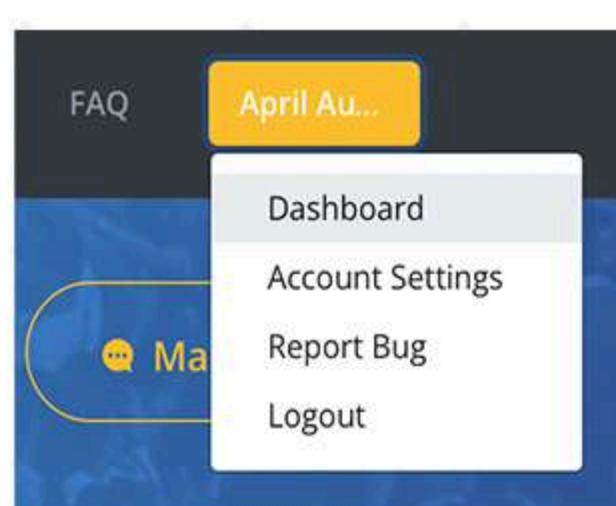 FAQ
April Au...
Dashboard
Account Settings
Report Bug
Logout
Ma